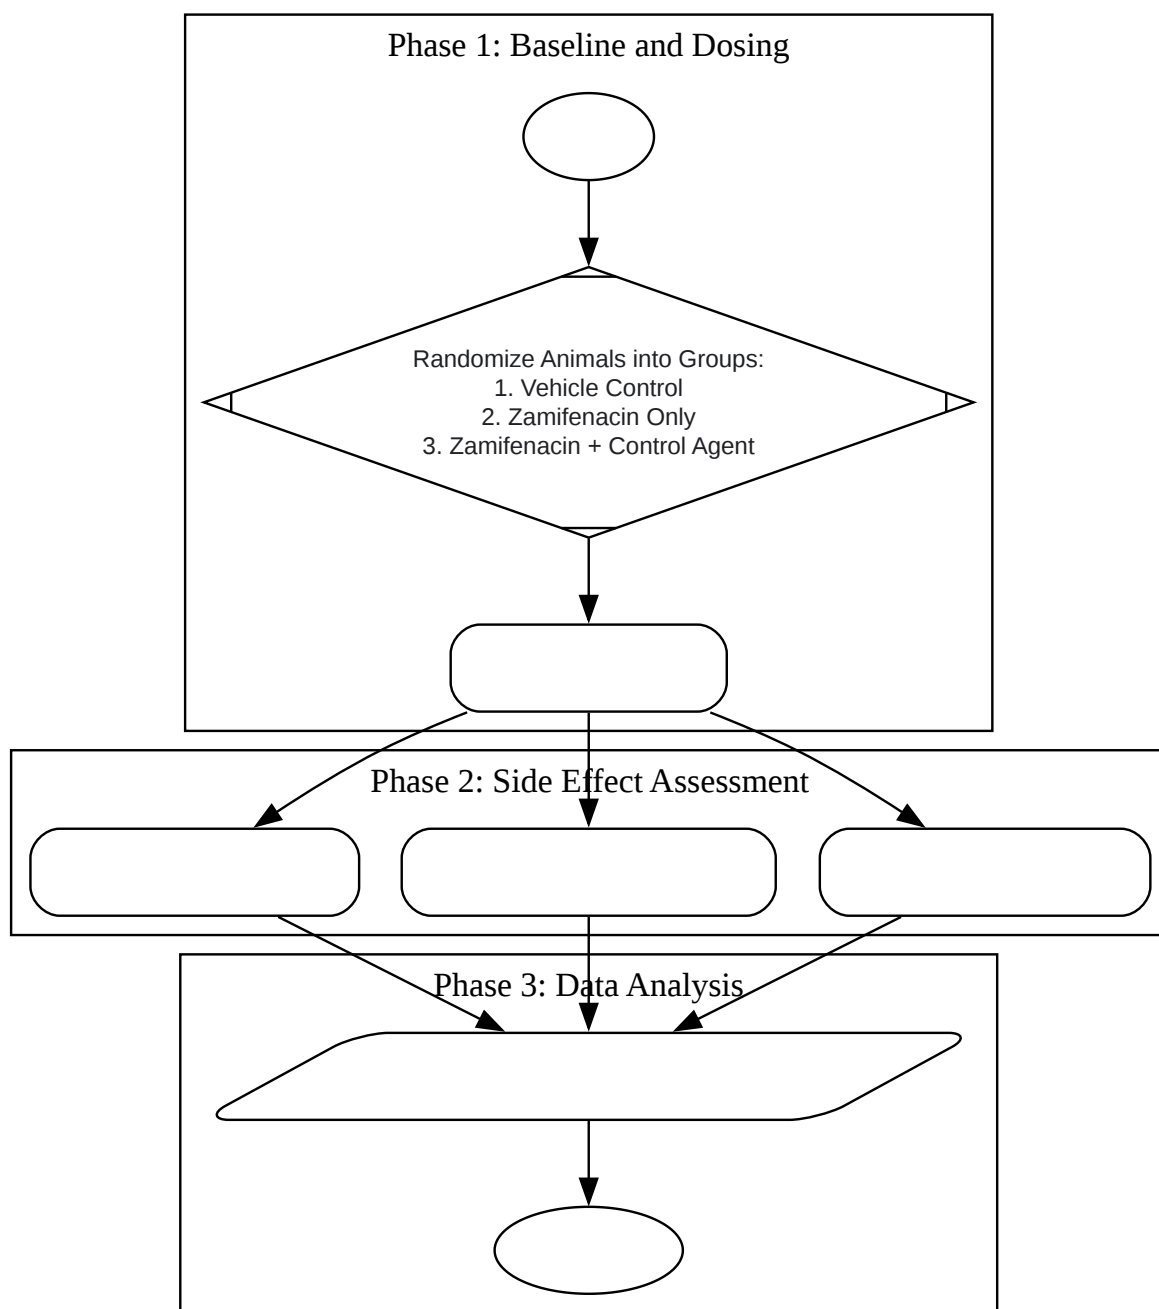 Phase 1: Baseline and Dosing
Randomize Animals into Groups:
1. Vehicle Control
2. Zamifenacin Only
3. Zamifenacin + Control Agent
Phase 2: Side Effect Assessment
Phase 3: Data Analysis